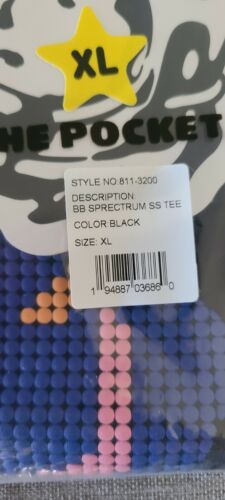 XL
HE POCKET
STYLE NO:811-3200
DESCRIPTION:
BB SPRECTRUM SS TEE
COLOR:BLACK
SIZE: XL
1 94887 03686 0